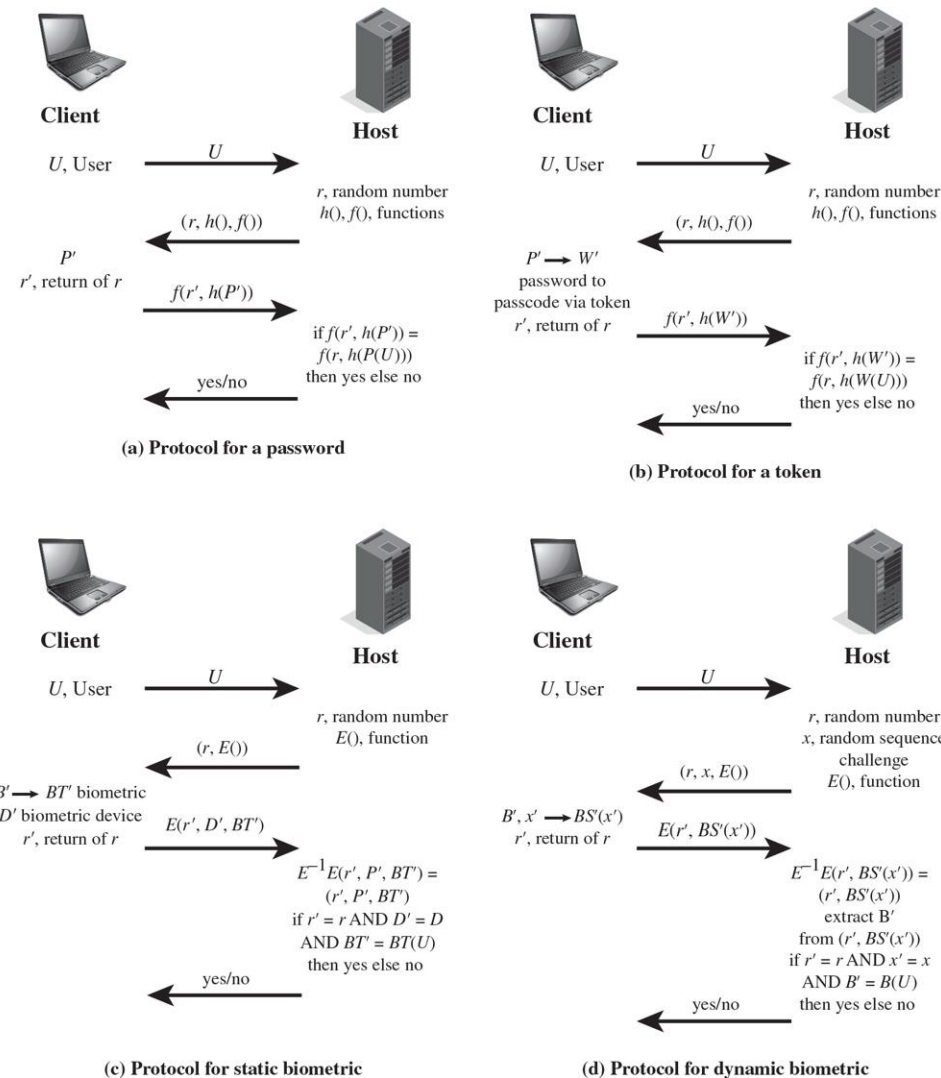 Client
Host
U, User
U
r, random number
h(), f(), functions
(r, h(), f())
P′
r′, return of r
f(r′, h(P′))
if f(r′, h(P′)) =
f(r, h(P(U)))
then yes else no
yes/no
(a) Protocol for a password
Client
Host
U, User
U
r, random number
h(), f(), functions
(r, h(), f())
P′ → W′
password to
passcode via token
r′, return of r
f(r′, h(W′))
if f(r′, h(W′)) =
f(r, h(W(U)))
then yes else no
yes/no
(b) Protocol for a token
Client
Host
U, User
U
r, random number
E(), function
(r, E())
B′ → BT′ biometric
D′ biometric device
r′, return of r
E(r′, D′, BT′)
E⁻¹E(r′, P′, BT′) =
(r′, P′, BT′)
if r′ = r AND D′ = D
AND BT′ = BT(U)
then yes else no
yes/no
(c) Protocol for static biometric
Client
Host
U, User
U
r, random number
x, random sequence
challenge
E(), function
(r, x, E())
B′, x′ → BS′(x′)
r′, return of r
E(r′, BS′(x′))
E⁻¹E(r′, BS′(x′)) =
(r′, BS′(x′))
extract B′
from (r′, BS′(x′))
if r′ = r AND x′ = x
AND B′ = B(U)
then yes else no
yes/no
(d) Protocol for dynamic biometric